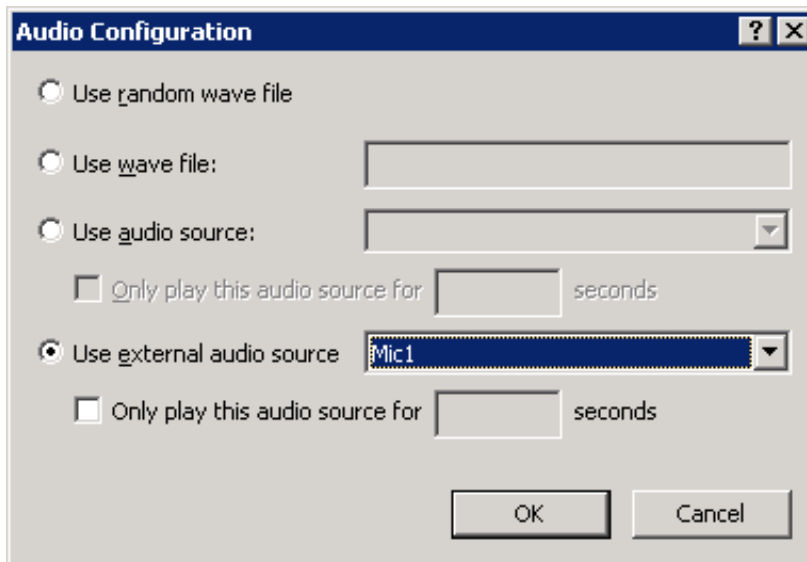 Audio Configuration
Use random wave file
Use wave file:
Use audio source:
Only play this audio source for seconds
Use external audio source Mic1
Only play this audio source for seconds
OK Cancel